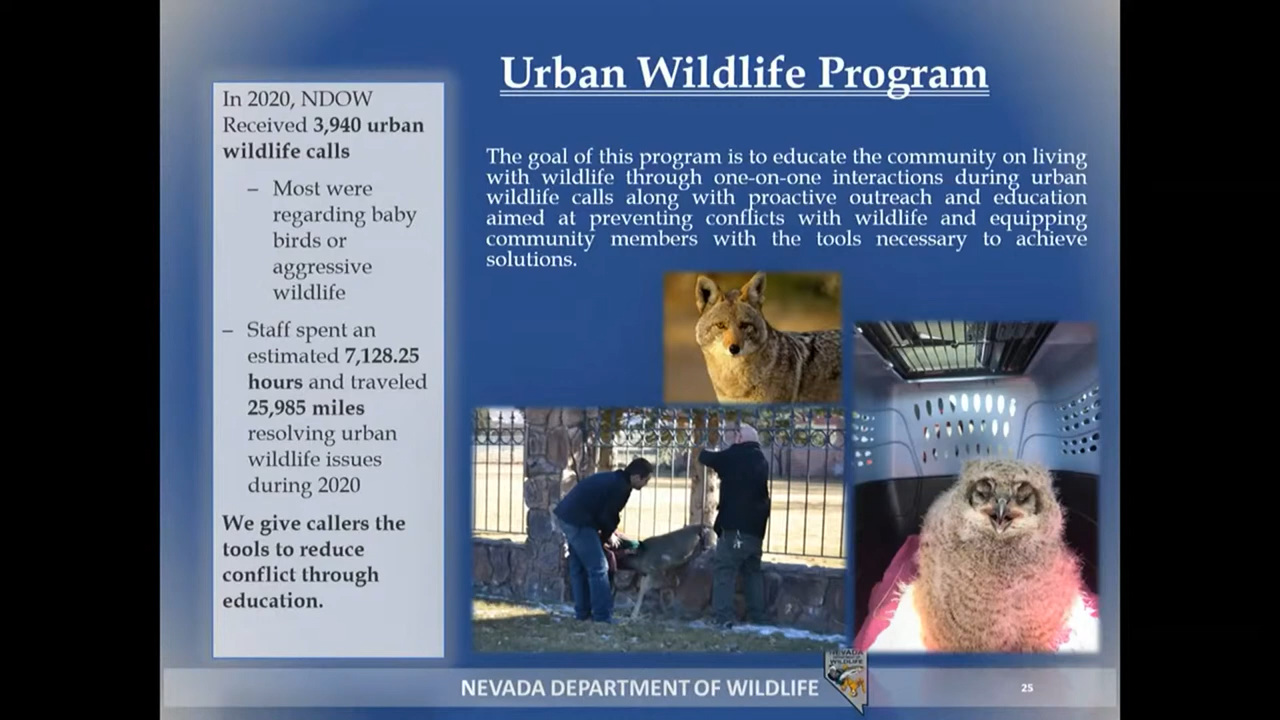 Urban Wildlife Program
In 2020, NDOW
Received 3,940 urban
wildlife calls
– Most were
regarding baby
birds or
aggressive
wildlife
– Staff spent an
estimated 7,128.25
hours and traveled
25,985 miles
resolving urban
wildlife issues
during 2020
We give callers the
tools to reduce
conflict through
education.
The goal of this program is to educate the community on living
with wildlife through one-on-one interactions during urban
wildlife calls along with proactive outreach and education
aimed at preventing conflicts with wildlife and equipping
community members with the tools necessary to achieve
solutions.
NEVADA DEPARTMENT OF WILDLIFE
NEVADA
DEPARTMENT OF
WILDLIFE
25